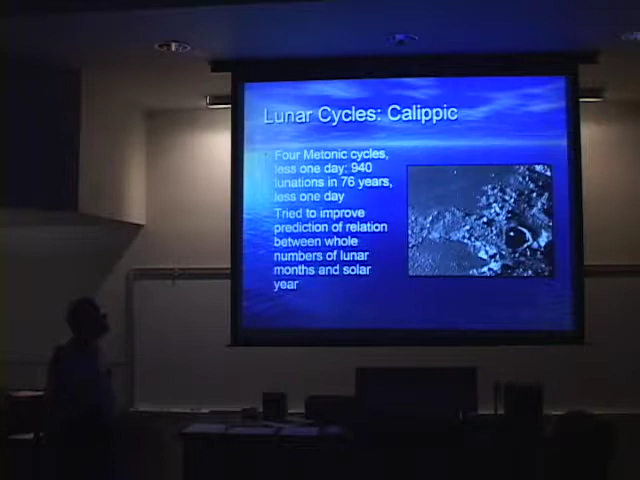 Lunar Cycles: Calippic
Four Metonic cycles,
less one day: 940
lunations in 76 years,
less one day
Tried to improve
prediction of relation
between whole
numbers of lunar
months and solar
year